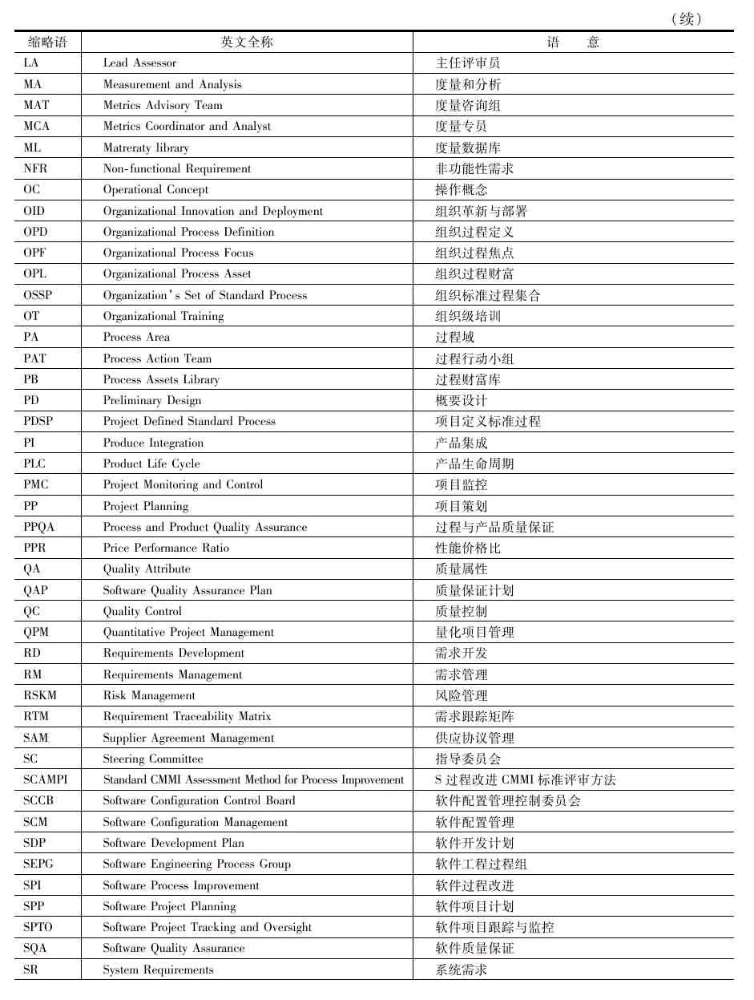 （续）
缩略语 英文全称 语 意
LA Lead Assessor 主任评审员
MA Measurement and Analysis 度量和分析
MAT Metrics Advisory Team 度量咨询组
MCA Metrics Coordinator and Analyst 度量专员
ML Matreraty library 度量数据库
NFR Non-functional Requirement 非功能性需求
OC Operational Concept 操作概念
OID Organizational Innovation and Deployment 组织革新与部署
OPD Organizational Process Definition 组织过程定义
OPF Organizational Process Focus 组织过程焦点
OPL Organizational Process Asset 组织过程财富
OSSP Organization's Set of Standard Process 组织标准过程集合
OT Organizational Training 组织级培训
PA Process Area 过程域
PAT Process Action Team 过程行动小组
PB Process Assets Library 过程财富库
PD Preliminary Design 概要设计
PDSP Project Defined Standard Process 项目定义标准过程
PI Produce Integration 产品集成
PLC Product Life Cycle 产品生命周期
PMC Project Monitoring and Control 项目监控
PP Project Planning 项目策划
PPQA Process and Product Quality Assurance 过程与产品质量保证
PPR Price Performance Ratio 性能价格比
QA Quality Attribute 质量属性
QAP Software Quality Assurance Plan 质量保证计划
QC Quality Control 质量控制
QPM Quantitative Project Management 量化项目管理
RD Requirements Development 需求开发
RM Requirements Management 需求管理
RSKM Risk Management 风险管理
RTM Requirement Traceability Matrix 需求跟踪矩阵
SAM Supplier Agreement Management 供应协议管理
SC Steering Committee 指导委员会
SCAMPI Standard CMMI Assessment Method for Process Improvement S 过程改进 CMMI 标准评审方法
SCCB Software Configuration Control Board 软件配置管理控制委员会
SCM Software Configuration Management 软件配置管理
SDP Software Development Plan 软件开发计划
SEPG Software Engineering Process Group 软件工程过程组
SPI Software Process Improvement 软件过程改进
SPP Software Project Planning 软件项目计划
SPTO Software Project Tracking and Oversight 软件项目跟踪与监控
SQA Software Quality Assurance 软件质量保证
SR System Requirements 系统需求